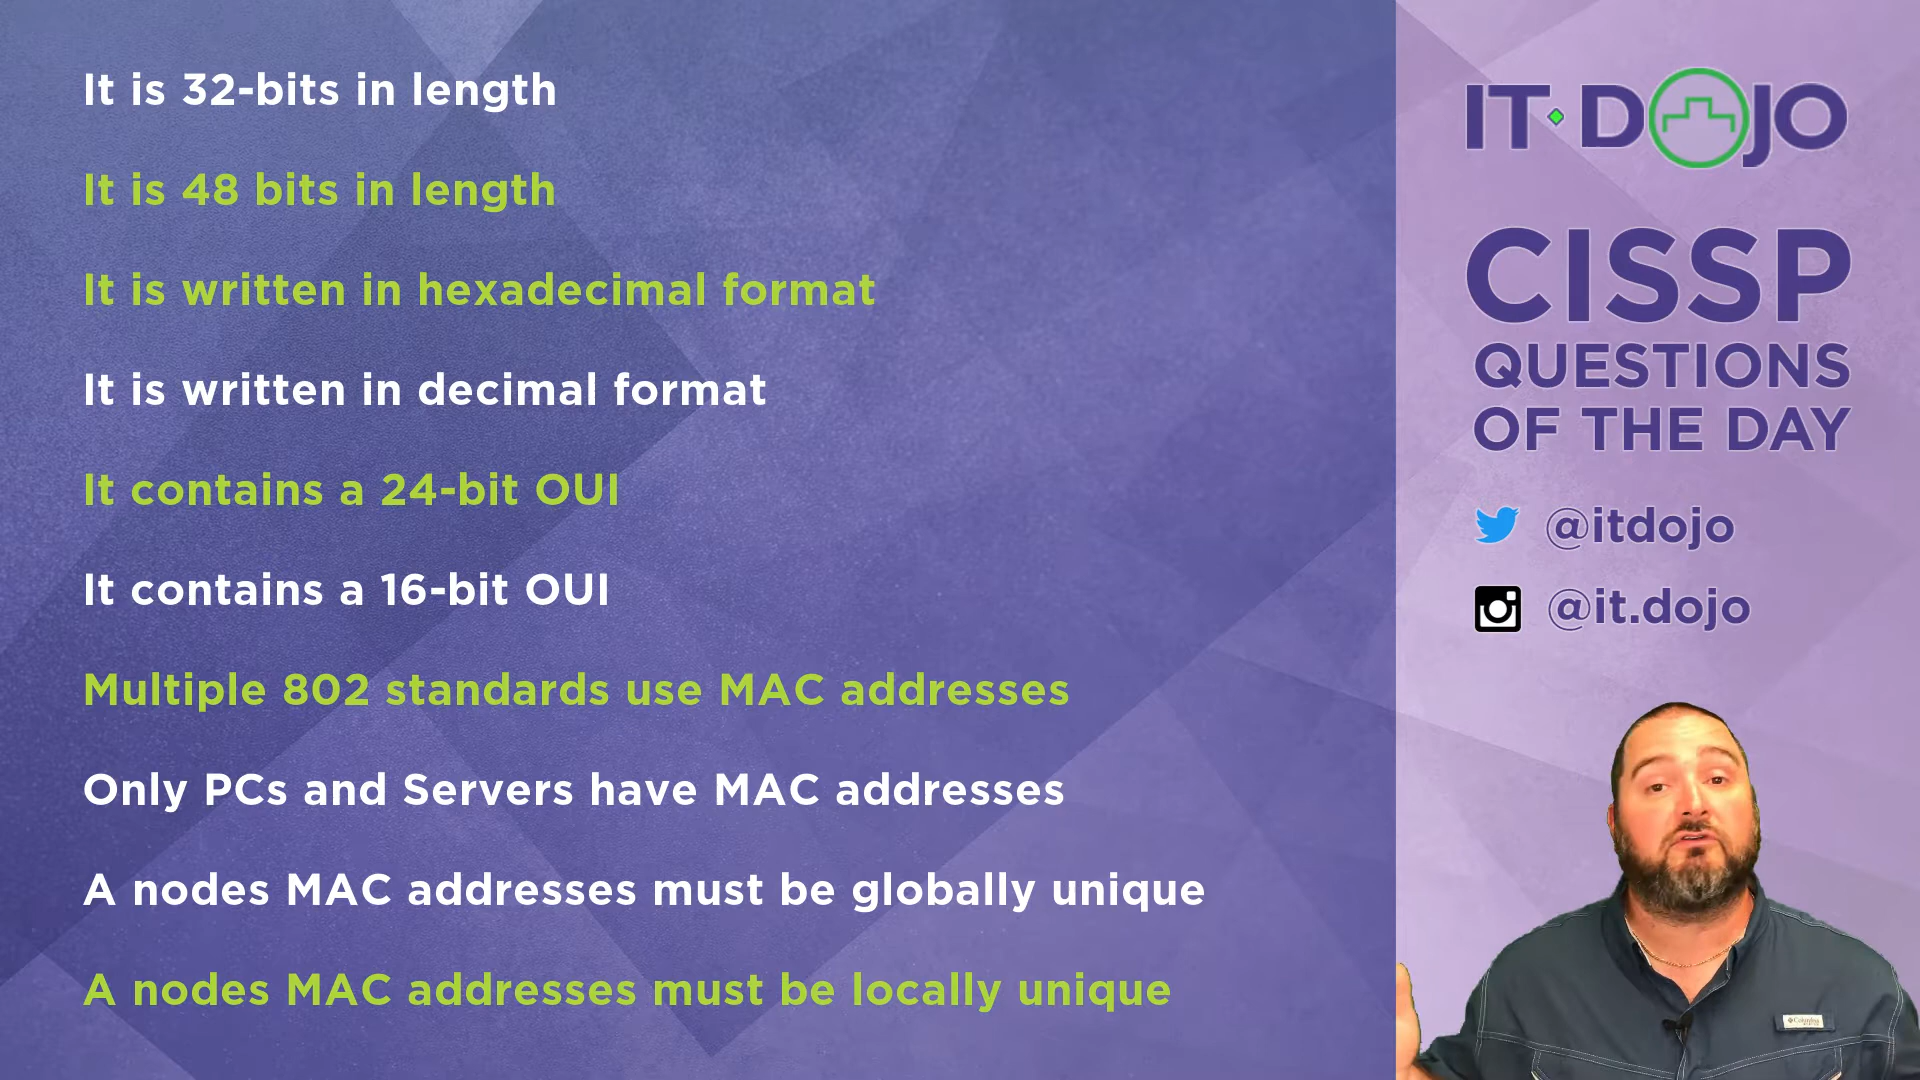 It is 32-bits in length
It is 48 bits in length
It is written in hexadecimal format
It is written in decimal format
It contains a 24-bit OUI
It contains a 16-bit OUI
Multiple 802 standards use MAC addresses
Only PCs and Servers have MAC addresses
A nodes MAC addresses must be globally unique
A nodes MAC addresses must be locally unique
IT DOJO
CISSP
QUESTIONS
OF THE DAY
@itdojo
@it.dojo
Columbia